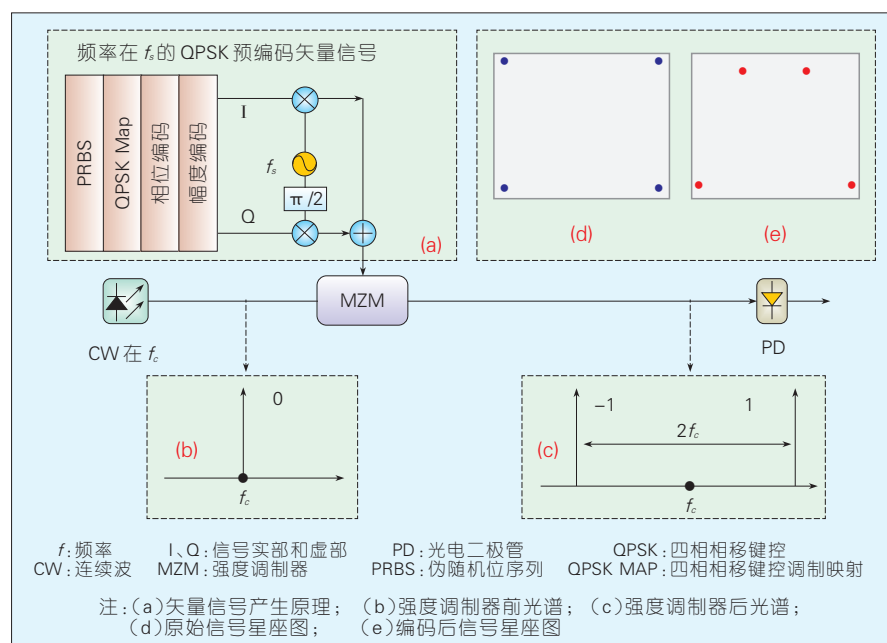 频率在 fs 的 QPSK 预编码矢量信号
PRBS
QPSK Map
相位编码
幅度编码
I
fs
π/2
Q
(a)
(d)
(e)
MZM
CW 在 fc
PD
0
(b)
fc
-1
1
2fc
(c)
fc
f:频率 I、Q:信号实部和虚部 PD:光电二极管 QPSK:四相相移键控
CW:连续波 MZM:强度调制器 PRBS:伪随机位序列 QPSK MAP:四相相移键控调制映射
注:(a)矢量信号产生原理; (b)强度调制器前光谱; (c)强度调制器后光谱;
(d)原始信号星座图; (e)编码后信号星座图